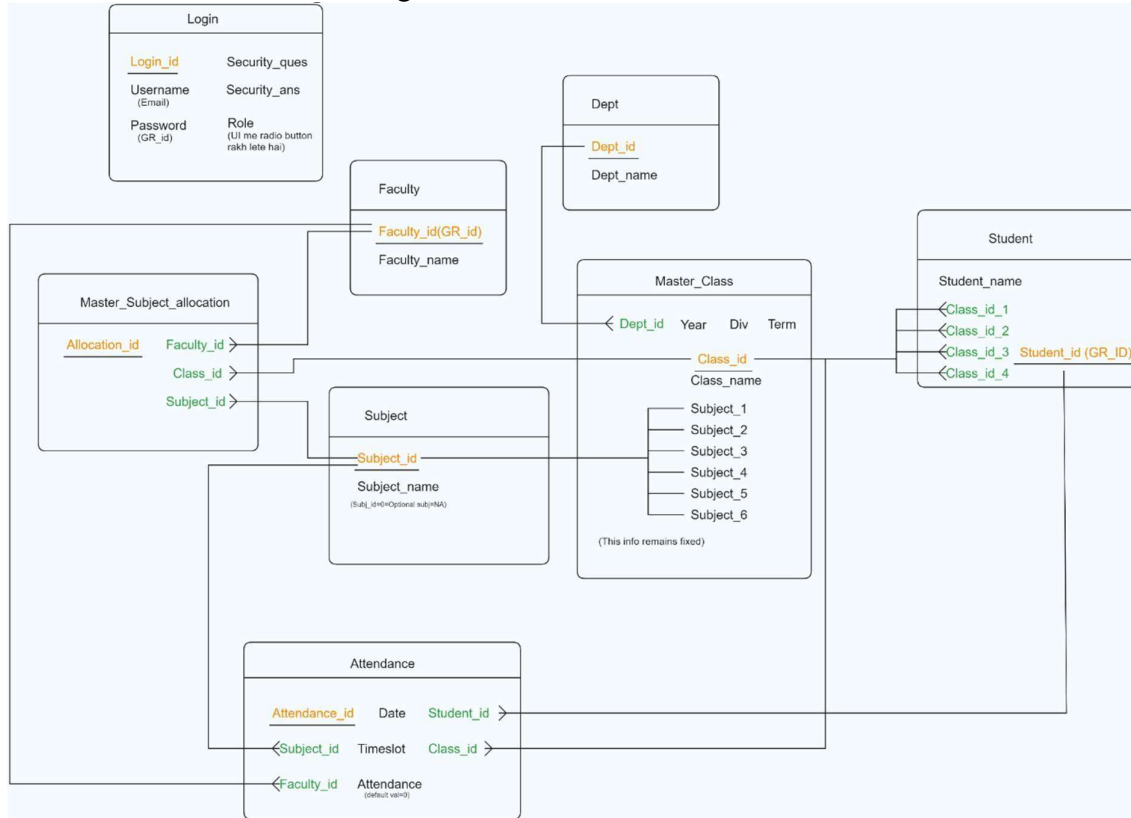 Login
Login_id Security_ques
Username Security_ans
(Email)
Password Role
(GR_id) (UI me radio button
rakh lete hai)
Dept
Dept_id
Dept_name
Faculty
Faculty_id(GR_id)
Faculty_name
Student
Student_name
Class_id_1
Class_id_2
Class_id_3 Student_id (GR_ID)
Class_id_4
Master_Subject_allocation
Allocation_id Faculty_id
Class_id
Subject_id
Master_Class
Dept_id Year Div Term
Class_id
Class_name
Subject_1
Subject_2
Subject_3
Subject_4
Subject_5
Subject_6
(This info remains fixed)
Subject
Subject_id
Subject_name
(Subj_id=0=Optional subj=NA)
Attendance
Attendance_id Date Student_id
Subject_id Timeslot Class_id
Faculty_id Attendance
(default val=0)